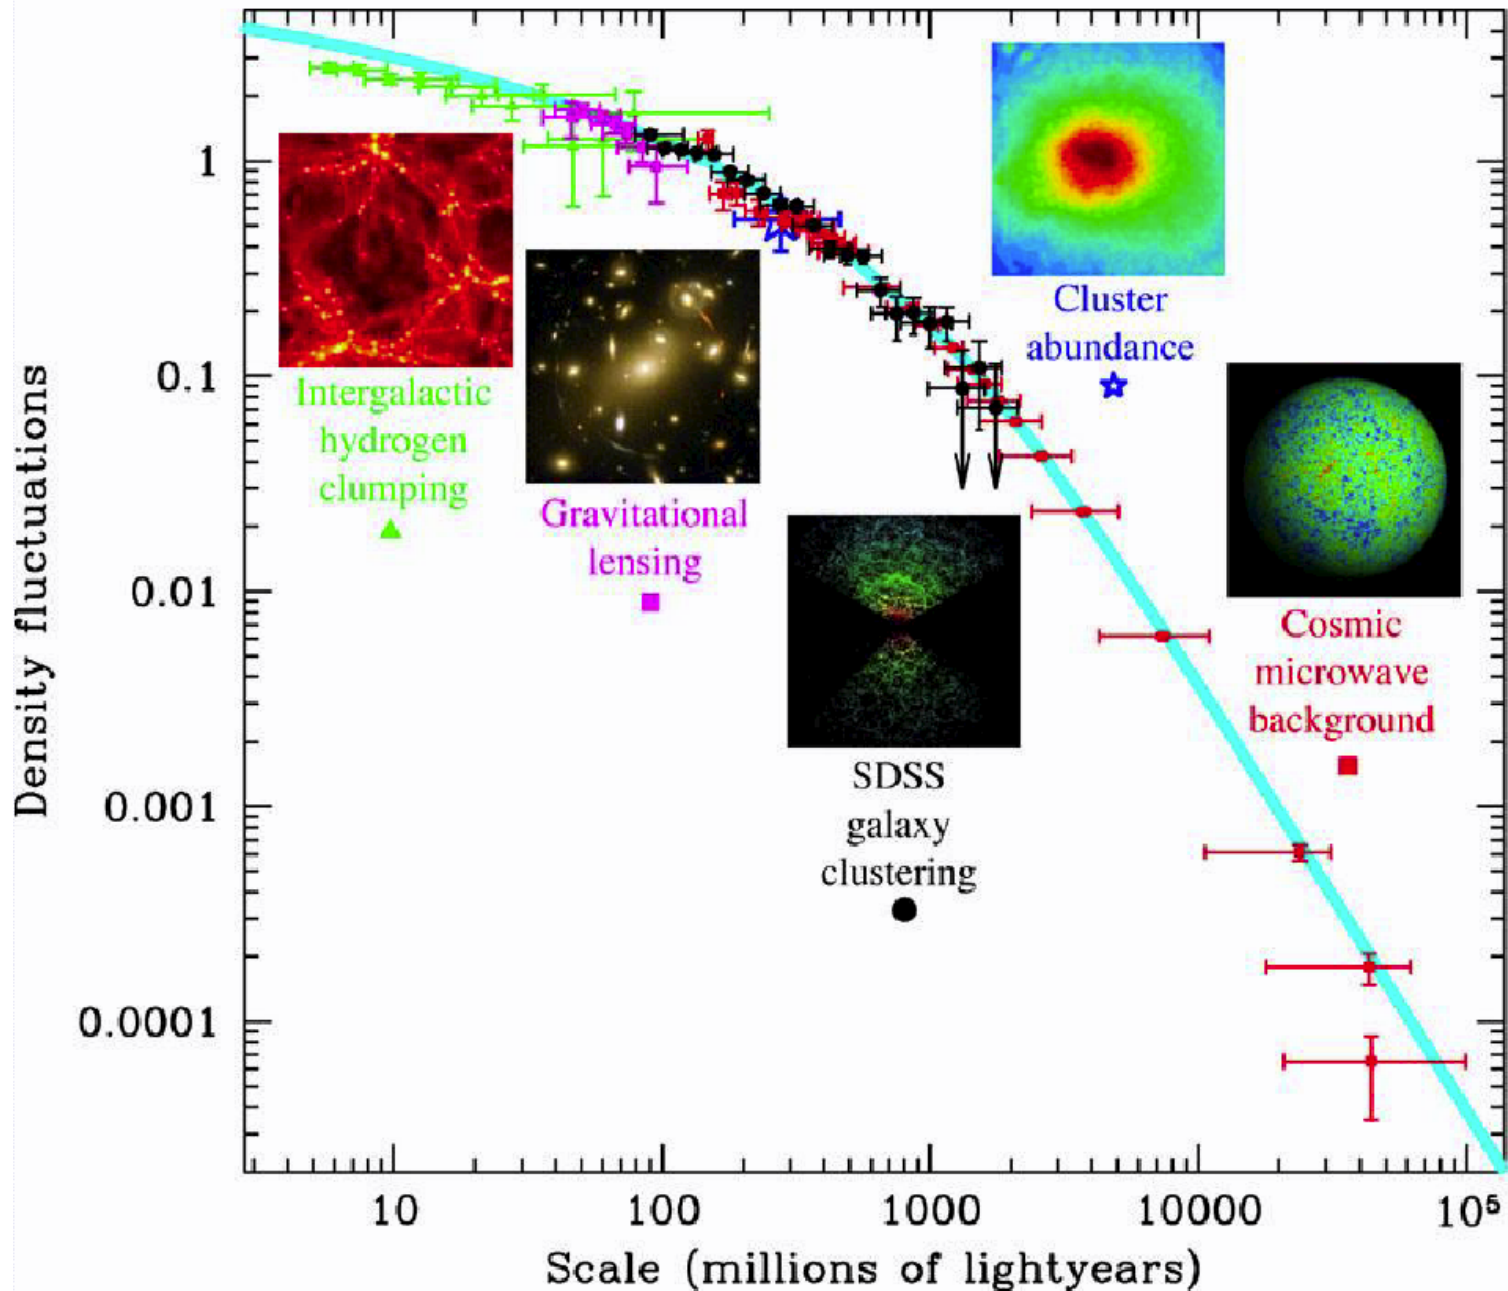 Density fluctuations
1
0.1
0.01
0.001
0.0001
Intergalactic
hydrogen
clumping
Gravitational
lensing
SDSS
galaxy
clustering
Cluster
abundance
Cosmic
microwave
background
10
100
1000
10000
10⁵
Scale (millions of lightyears)